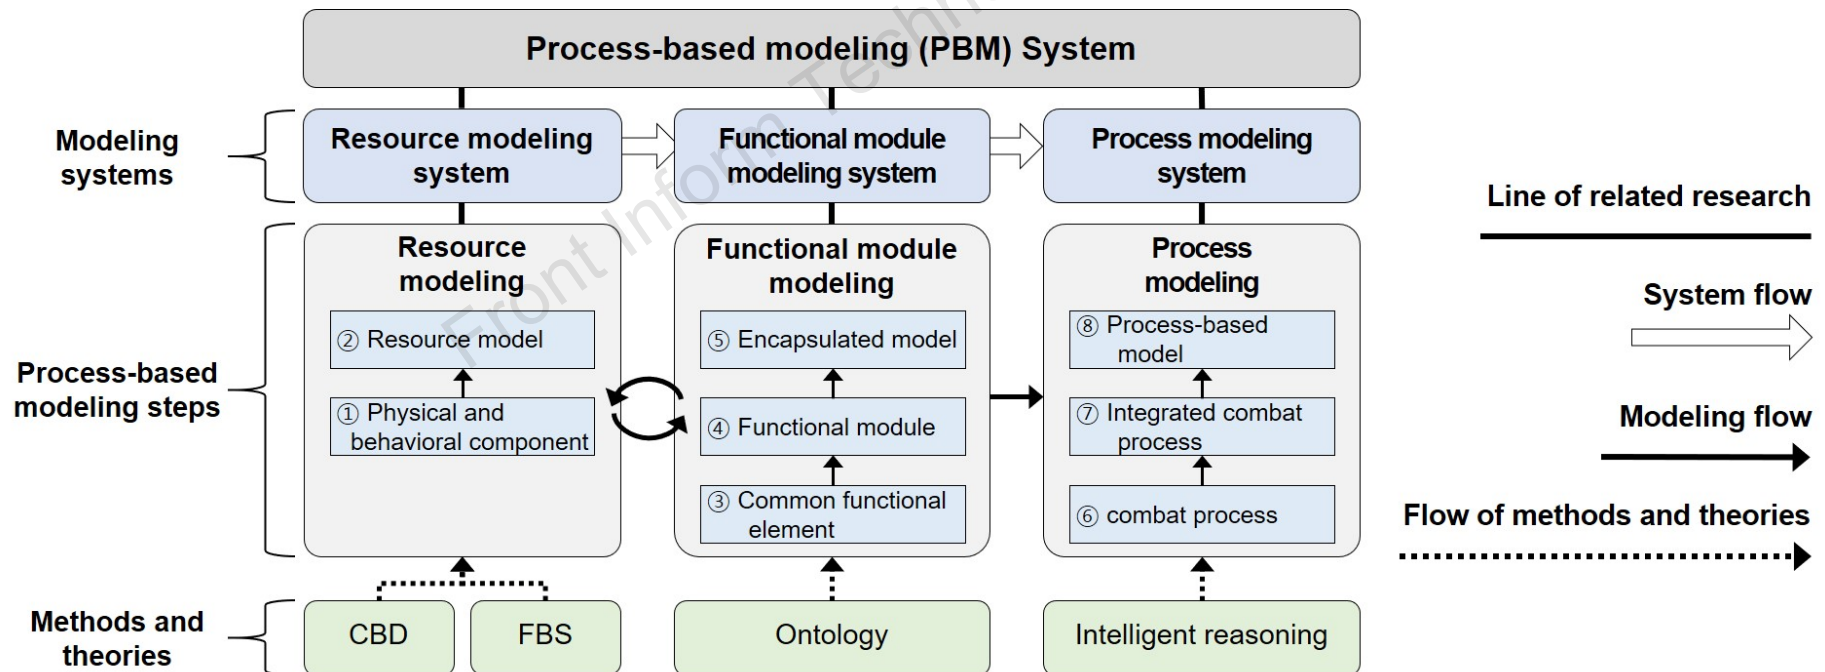 Process-based modeling (PBM) System
Modeling
systems
Resource modeling
system
Functional module
modeling system
Process modeling
system
Process-based
modeling steps
Resource
modeling
② Resource model
① Physical and
behavioral component
Functional module
modeling
⑤ Encapsulated model
④ Functional module
③ Common functional
element
Process
modeling
⑧ Process-based
model
⑦ Integrated combat
process
⑥ combat process
Methods and
theories
CBD
FBS
Ontology
Intelligent reasoning
Line of related research
System flow
Modeling flow
Flow of methods and theories
Front Inform Techn